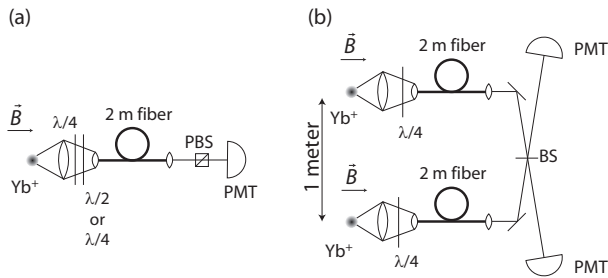 (a)
B⃗
λ/4
2 m fiber
PBS
Yb⁺
PMT
λ/2
or
λ/4
(b)
B⃗
2 m fiber
PMT
Yb⁺
λ/4
1 meter
BS
B⃗
2 m fiber
Yb⁺
λ/4
PMT